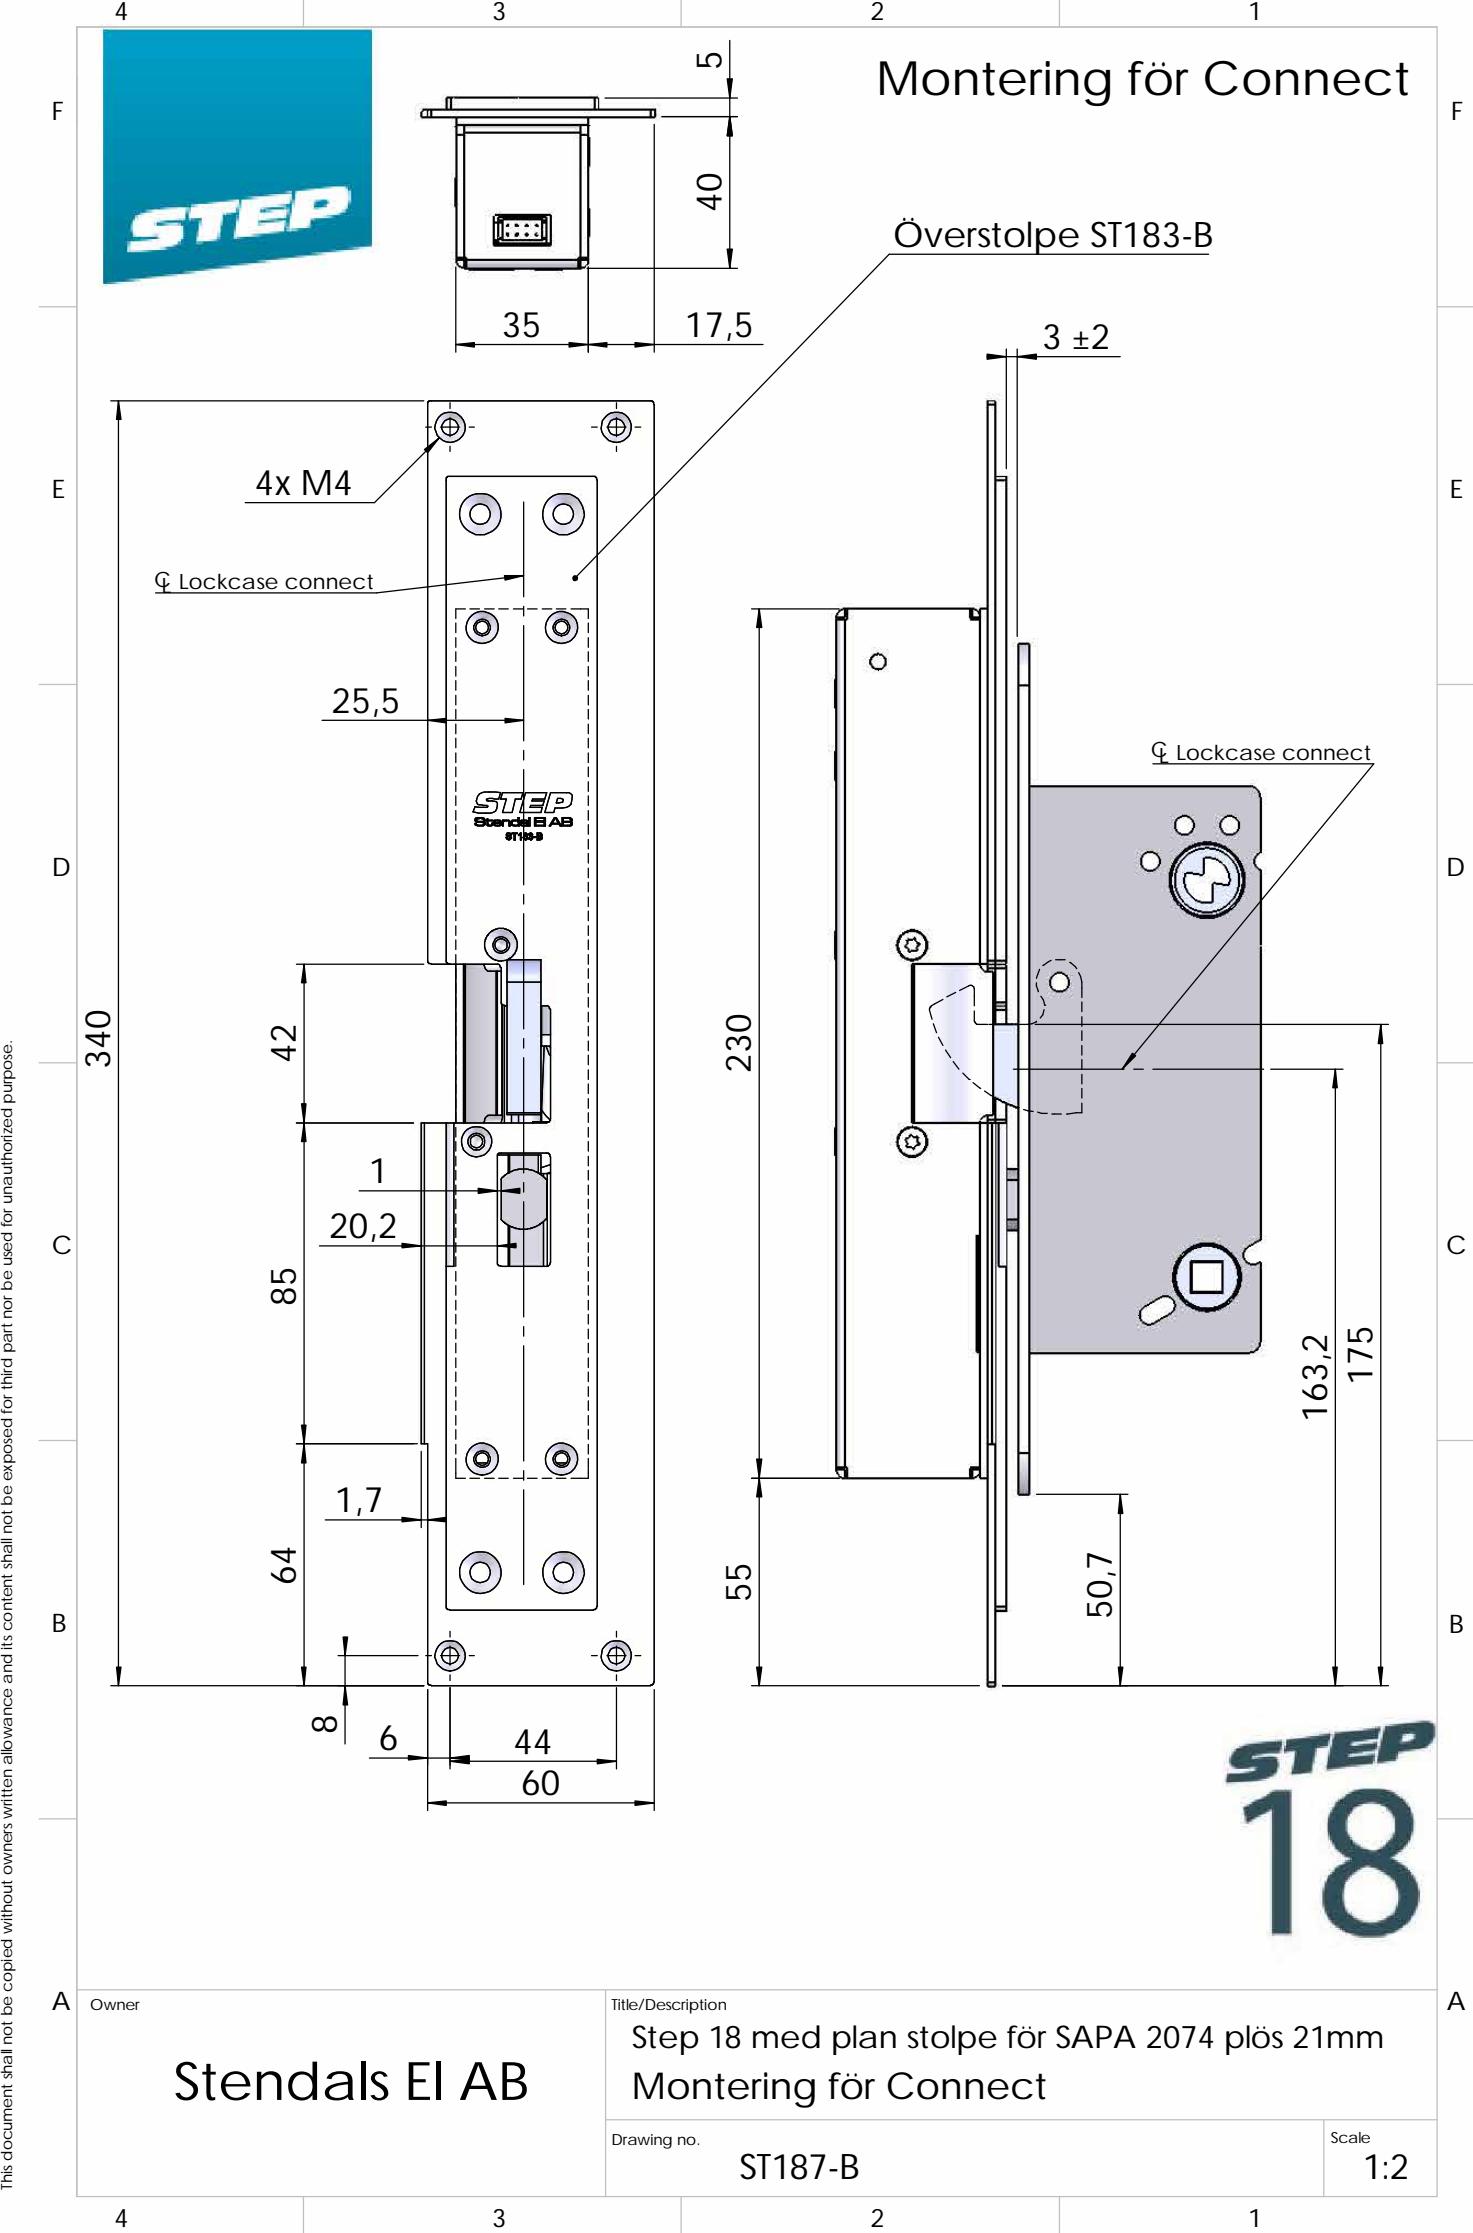 4 3 2 1
F
F
STEP
Montering för Connect
5
40
Överstolpe ST183-B
35
17,5
3 ±2
E
E
4x M4
℄ Lockcase connect
25,5
℄ Lockcase connect
STEP
Stendal El AB
ST183-B
D
D
340
42
230
1
20,2
C
C
85
163,2
175
1,7
64
55
50,7
B
B
8
6
44
60
STEP
18
A
A
Owner
Stendals El AB
Title/Description
Step 18 med plan stolpe för SAPA 2074 plös 21mm
Montering för Connect
Drawing no.
ST187-B
Scale
1:2
4 3 2 1
This document shall not be copied without owners written allowance and its content shall not be exposed for third part nor be used for unauthorized purpose.